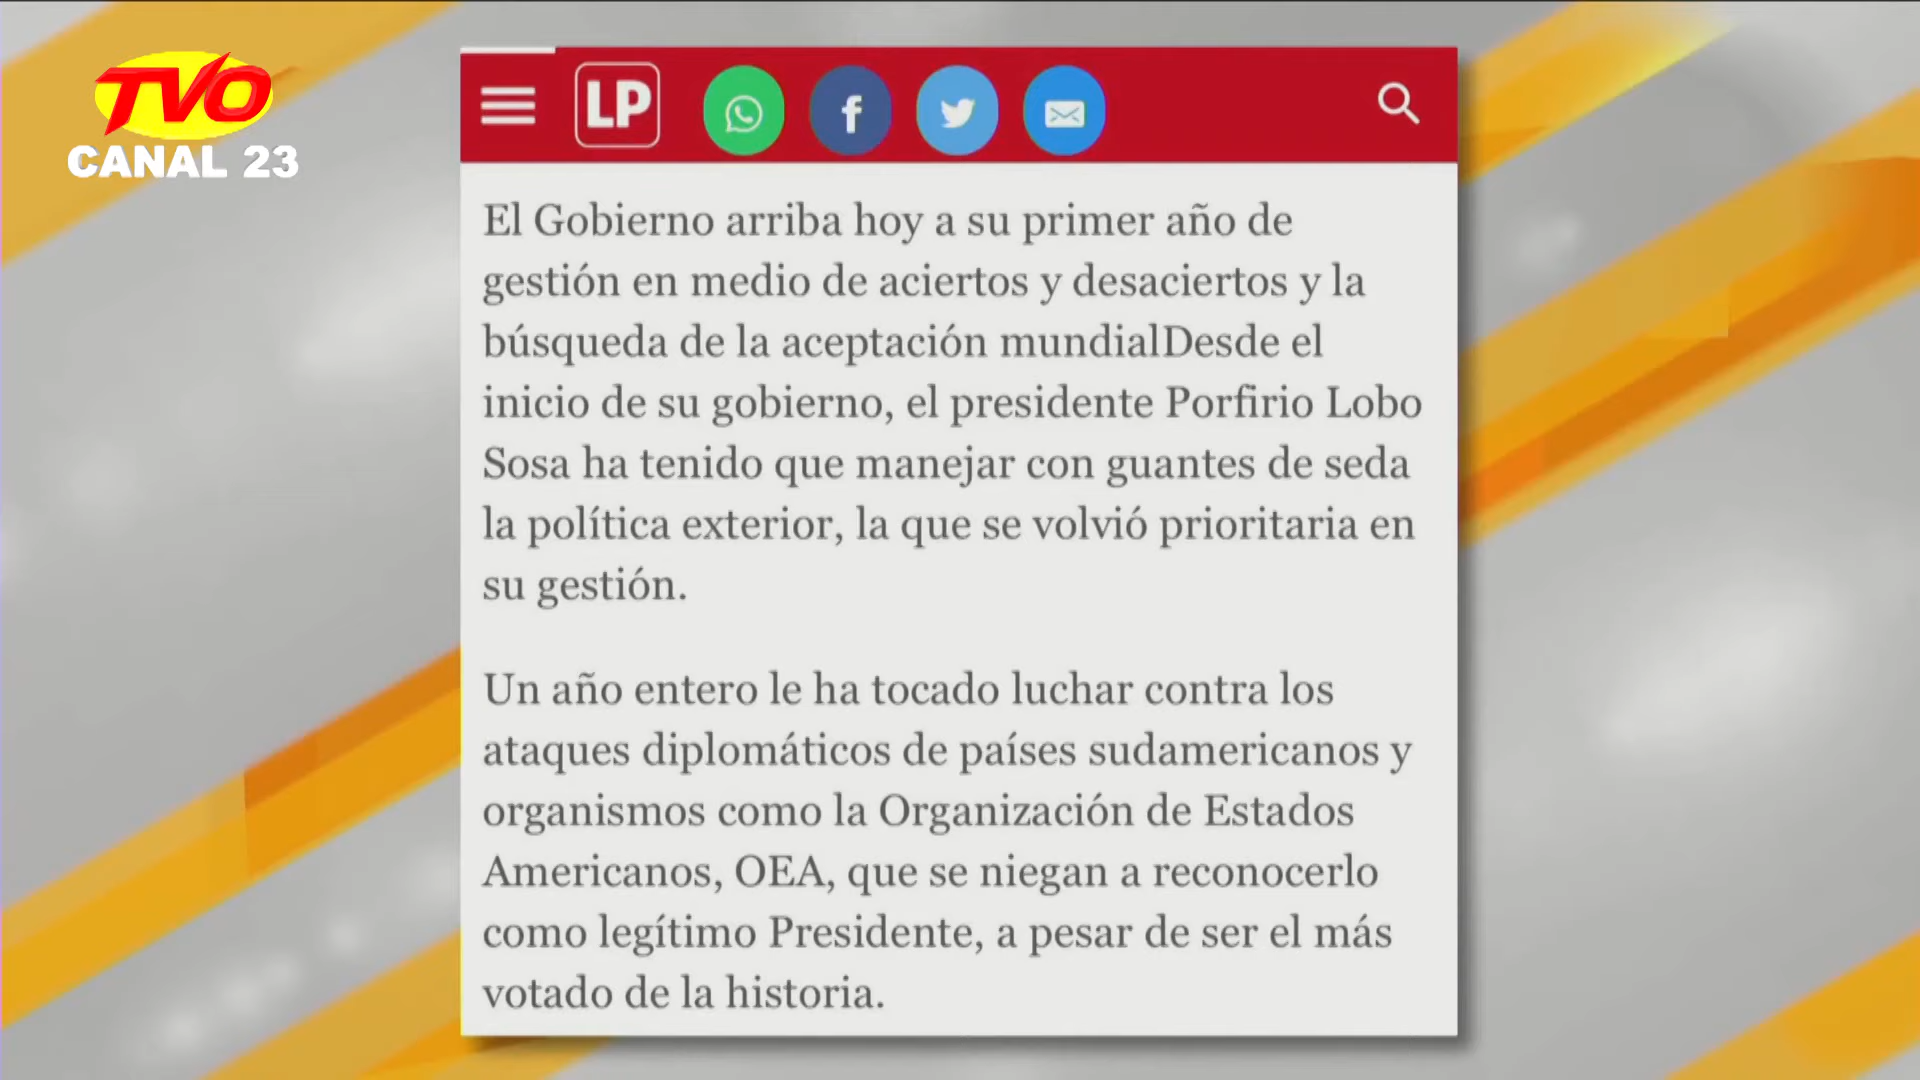 TVO
CANAL 23
LP
El Gobierno arriba hoy a su primer año de
gestión en medio de aciertos y desaciertos y la
búsqueda de la aceptación mundialDesde el
inicio de su gobierno, el presidente Porfirio Lobo
Sosa ha tenido que manejar con guantes de seda
la política exterior, la que se volvió prioritaria en
su gestión.
Un año entero le ha tocado luchar contra los
ataques diplomáticos de países sudamericanos y
organismos como la Organización de Estados
Americanos, OEA, que se niegan a reconocerlo
como legítimo Presidente, a pesar de ser el más
votado de la historia.